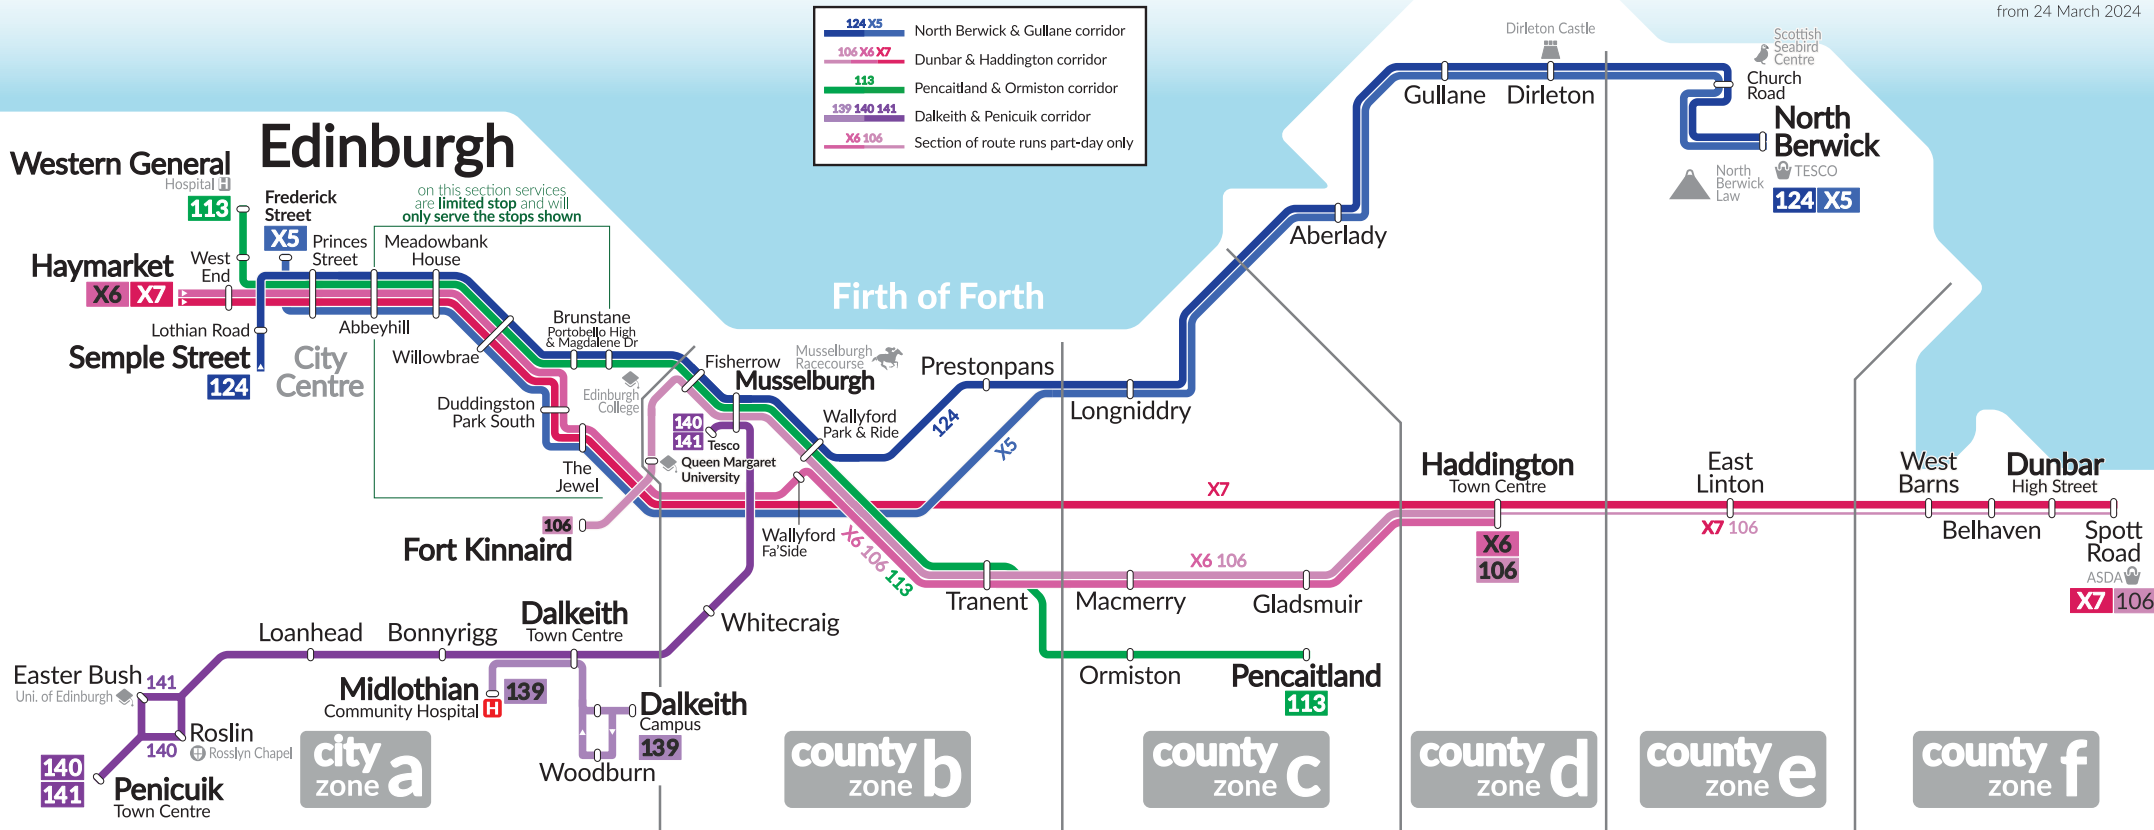 from 24 March 2024
124 X5
North Berwick & Gullane corridor
106 X6 X7
Dunbar & Haddington corridor
113
Pencaitland & Ormiston corridor
139 140 141
Dalkeith & Penicuik corridor
X6 106
Section of route runs part-day only
Dirleton Castle
Scottish
Seabird
Centre
Gullane
Dirleton
Church
Road
North
Berwick
TESCO
124 X5
North
Berwick
Law
Edinburgh
Western General
Hospital H
113
Frederick
Street
X5
on this section services
are limited stop and will
only serve the stops shown
Princes
Street
Meadowbank
House
West
End
Haymarket
X6 X7
Lothian Road
Semple Street
124
City
Centre
Abbeyhill
Willowbrae
Brunstane
Portobello High
& Magdalene Dr
Duddingston
Park South
Edinburgh
College
The
Jewel
Fisherrow
Musselburgh
Musselburgh
Racecourse
140
141
Tesco
Queen Margaret
University
Wallyford
Park & Ride
Wallyford
Fa'Side
106
Fort Kinnaird
Firth of Forth
Prestonpans
124
X5
Longniddry
Aberlady
X7
X6 106 113
X6 106
Tranent
Macmerry
Gladsmuir
Haddington
Town Centre
X6
106
East
Linton
X7 106
West
Barns
Belhaven
Dunbar
High Street
Spott
Road
ASDA
X7 106
Ormiston
Pencaitland
113
Whitecraig
Dalkeith
Town Centre
Bonnyrigg
Loanhead
Easter Bush
Uni. of Edinburgh
141
140
Roslin
Rosslyn Chapel
140
141
Penicuik
Town Centre
Midlothian
Community Hospital H
139
Dalkeith
Campus
139
Woodburn
city
zone a
county
zone b
county
zone c
county
zone d
county
zone e
county
zone f